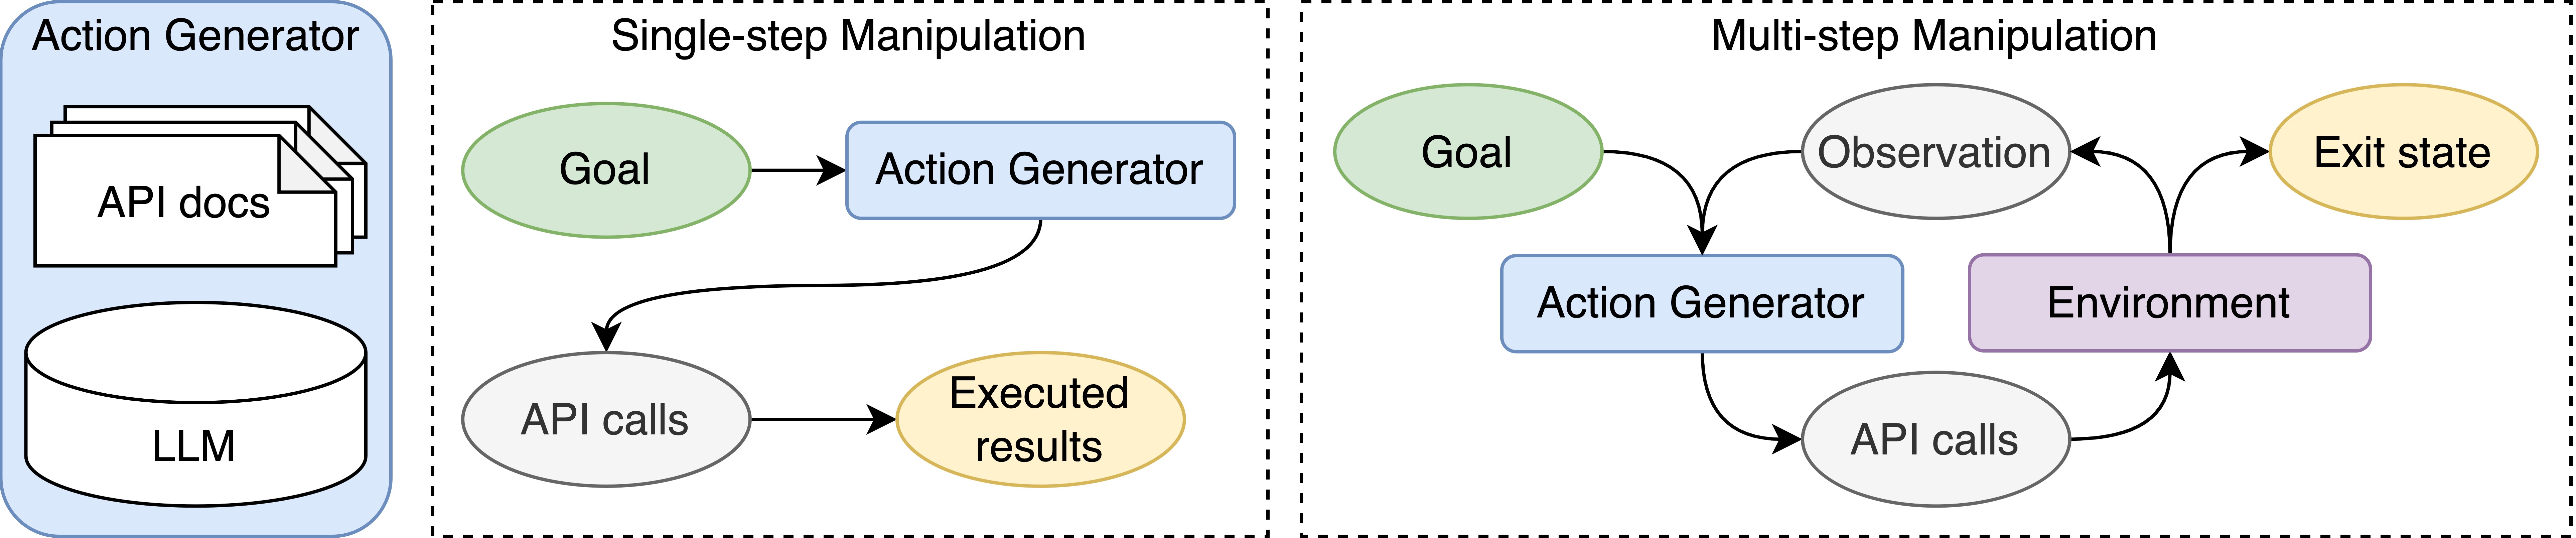 Action Generator
API docs
LLM
Single-step Manipulation
Goal
Action Generator
API calls
Executed
results
Multi-step Manipulation
Goal
Observation
Exit state
Action Generator
Environment
API calls